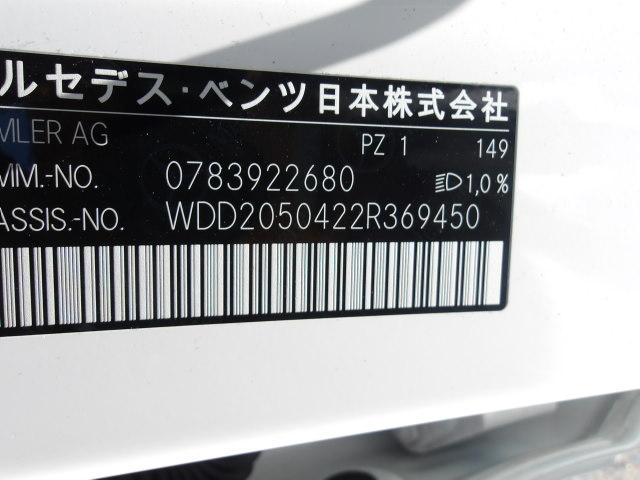 ルセデス・ベンツ日本株式会社
MLER AG PZ 1 149
MM.-NO. 0783922680 1,0%
ASSIS.-NO. WDD2050422R369450